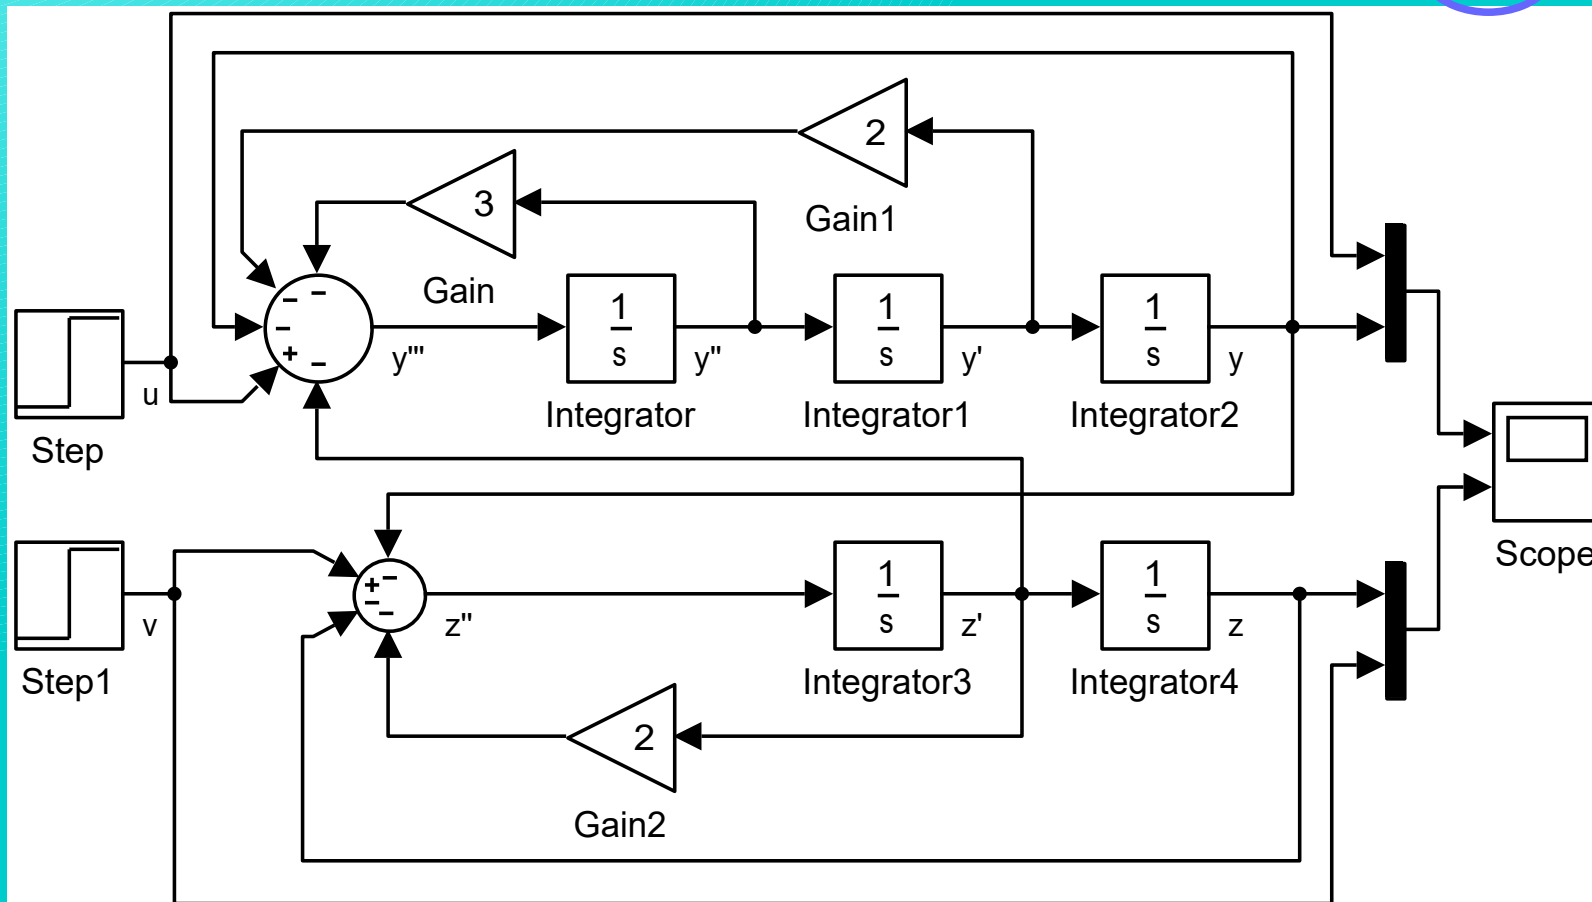 2
3
Gain1
Gain
− −
−
+ −
1
s
1
s
1
s
u
y'''
y''
y'
y
Step
Integrator
Integrator1
Integrator2
+ −
− −
1
s
1
s
Scope
v
z''
z'
z
Step1
Integrator3
Integrator4
2
Gain2